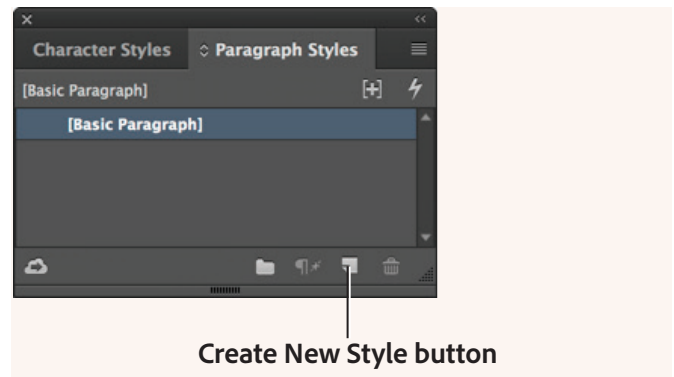 Character Styles Paragraph Styles
[Basic Paragraph]
[Basic Paragraph]
Create New Style button